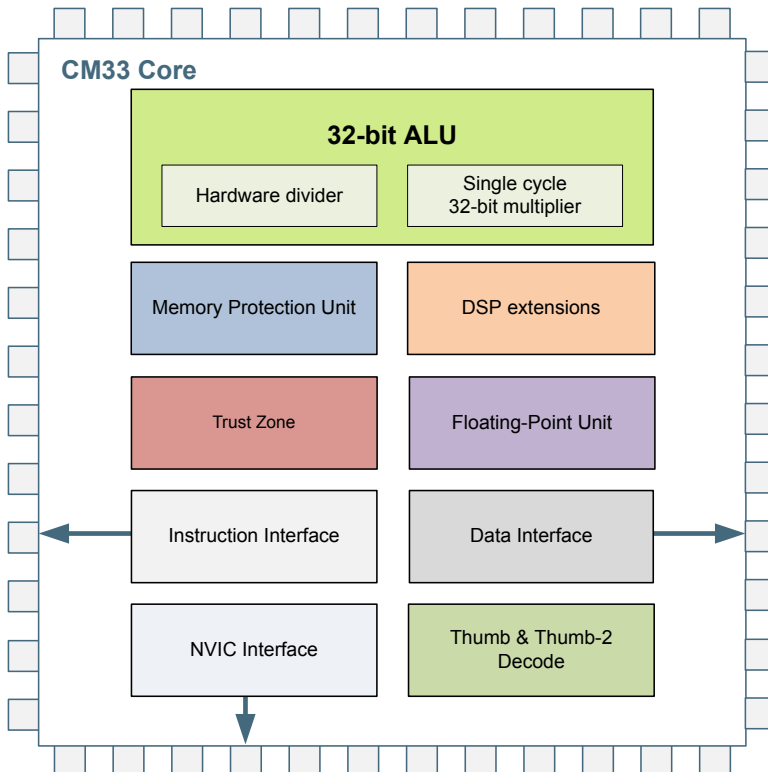 CM33 Core
32-bit ALU
Hardware divider
Single cycle
32-bit multiplier
Memory Protection Unit
DSP extensions
Trust Zone
Floating-Point Unit
Instruction Interface
Data Interface
NVIC Interface
Thumb & Thumb-2
Decode